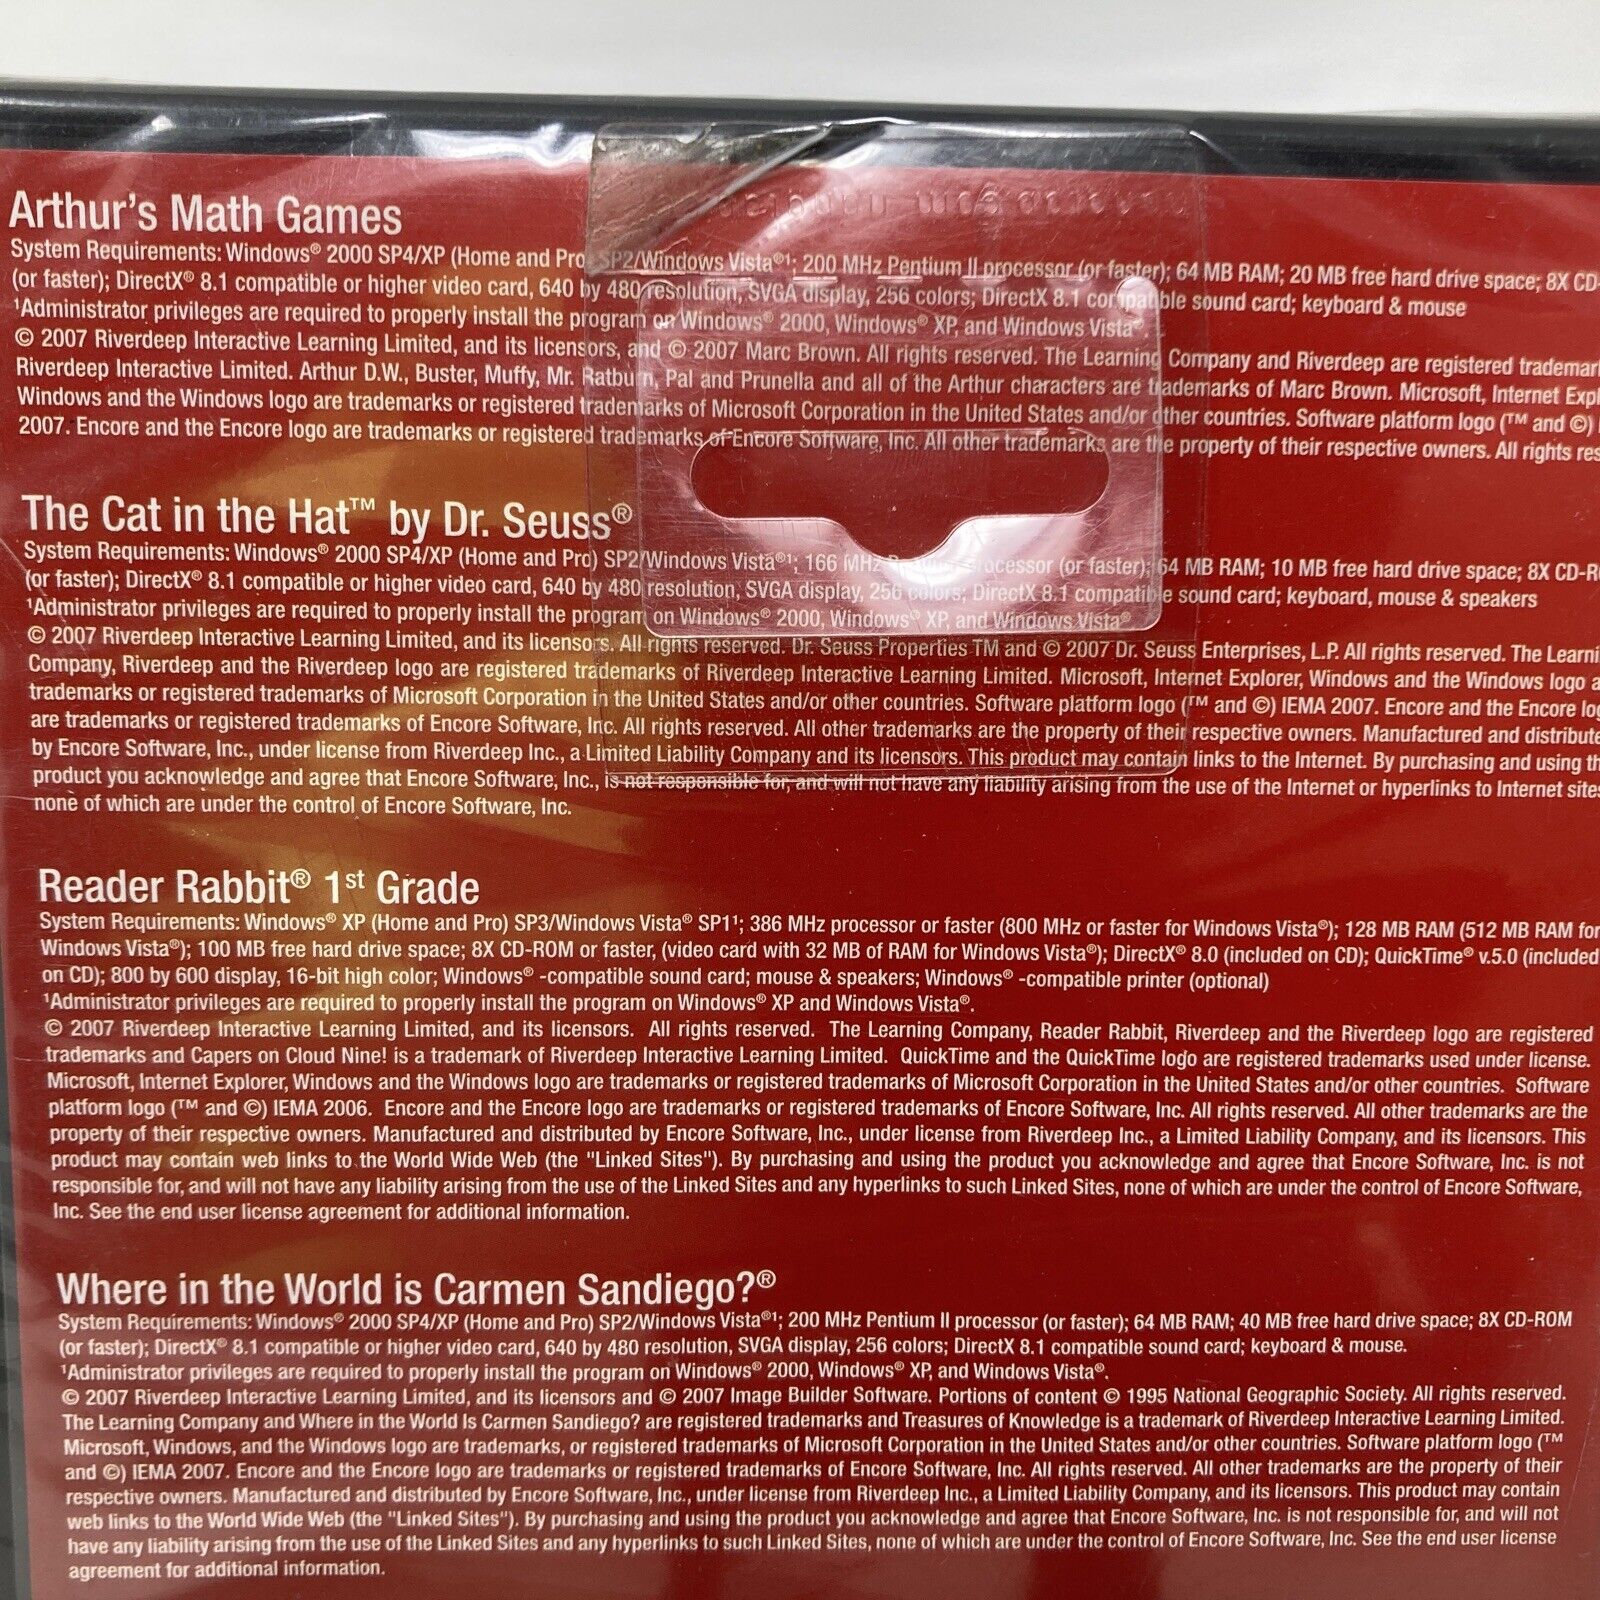 Arthur's Math Games
System Requirements: Windows® 2000 SP4/XP (Home and Pro) SP2/Windows Vista®¹; 200 MHz Pentium II processor (or faster); 64 MB RAM; 20 MB free hard drive space; 8X CD-
(or faster); DirectX® 8.1 compatible or higher video card, 640 by 480 resolution, SVGA display, 256 colors; DirectX 8.1 compatible sound card; keyboard & mouse
¹Administrator privileges are required to properly install the program on Windows® 2000, Windows® XP, and Windows Vista®.
© 2007 Riverdeep Interactive Learning Limited, and its licensors, and © 2007 Marc Brown. All rights reserved. The Learning Company and Riverdeep are registered trademar
Riverdeep Interactive Limited. Arthur D.W., Buster, Muffy, Mr. Ratburn, Pal and Prunella and all of the Arthur characters are trademarks of Marc Brown. Microsoft, Internet Expl
Windows and the Windows logo are trademarks or registered trademarks of Microsoft Corporation in the United States and/or other countries. Software platform logo (™ and ©)
2007. Encore and the Encore logo are trademarks or registered trademarks of Encore Software, Inc. All other trademarks are the property of their respective owners. All rights res
The Cat in the Hat™ by Dr. Seuss®
System Requirements: Windows® 2000 SP4/XP (Home and Pro) SP2/Windows Vista®¹; 166 MHz processor (or faster); 64 MB RAM; 10 MB free hard drive space; 8X CD-R
(or faster); DirectX® 8.1 compatible or higher video card, 640 by 480 resolution, SVGA display, 256 colors; DirectX 8.1 compatible sound card; keyboard, mouse & speakers
¹Administrator privileges are required to properly install the program on Windows® 2000, Windows® XP, and Windows Vista®
© 2007 Riverdeep Interactive Learning Limited, and its licensors. All rights reserved. Dr. Seuss Properties TM and © 2007 Dr. Seuss Enterprises, L.P. All rights reserved. The Learni
Company, Riverdeep and the Riverdeep logo are registered trademarks of Riverdeep Interactive Learning Limited. Microsoft, Internet Explorer, Windows and the Windows logo a
trademarks or registered trademarks of Microsoft Corporation in the United States and/or other countries. Software platform logo (™ and ©) IEMA 2007. Encore and the Encore log
are trademarks or registered trademarks of Encore Software, Inc. All rights reserved. All other trademarks are the property of their respective owners. Manufactured and distribute
by Encore Software, Inc., under license from Riverdeep Inc., a Limited Liability Company and its licensors. This product may contain links to the Internet. By purchasing and using th
product you acknowledge and agree that Encore Software, Inc., is not responsible for, and will not have any liability arising from the use of the Internet or hyperlinks to Internet sites
none of which are under the control of Encore Software, Inc.
Reader Rabbit® 1st Grade
System Requirements: Windows® XP (Home and Pro) SP3/Windows Vista® SP1¹; 386 MHz processor or faster (800 MHz or faster for Windows Vista®); 128 MB RAM (512 MB RAM for
Windows Vista®); 100 MB free hard drive space; 8X CD-ROM or faster, (video card with 32 MB of RAM for Windows Vista®); DirectX® 8.0 (included on CD); QuickTime® v.5.0 (included
on CD); 800 by 600 display, 16-bit high color; Windows® -compatible sound card; mouse & speakers; Windows® -compatible printer (optional)
¹Administrator privileges are required to properly install the program on Windows® XP and Windows Vista®.
© 2007 Riverdeep Interactive Learning Limited, and its licensors. All rights reserved. The Learning Company, Reader Rabbit, Riverdeep and the Riverdeep logo are registered
trademarks and Capers on Cloud Nine! is a trademark of Riverdeep Interactive Learning Limited. QuickTime and the QuickTime logo are registered trademarks used under license.
Microsoft, Internet Explorer, Windows and the Windows logo are trademarks or registered trademarks of Microsoft Corporation in the United States and/or other countries. Software
platform logo (™ and ©) IEMA 2006. Encore and the Encore logo are trademarks or registered trademarks of Encore Software, Inc. All rights reserved. All other trademarks are the
property of their respective owners. Manufactured and distributed by Encore Software, Inc., under license from Riverdeep Inc., a Limited Liability Company, and its licensors. This
product may contain web links to the World Wide Web (the "Linked Sites"). By purchasing and using the product you acknowledge and agree that Encore Software, Inc. is not
responsible for, and will not have any liability arising from the use of the Linked Sites and any hyperlinks to such Linked Sites, none of which are under the control of Encore Software,
Inc. See the end user license agreement for additional information.
Where in the World is Carmen Sandiego?®
System Requirements: Windows® 2000 SP4/XP (Home and Pro) SP2/Windows Vista®¹; 200 MHz Pentium II processor (or faster); 64 MB RAM; 40 MB free hard drive space; 8X CD-ROM
(or faster); DirectX® 8.1 compatible or higher video card, 640 by 480 resolution, SVGA display, 256 colors; DirectX 8.1 compatible sound card; keyboard & mouse.
¹Administrator privileges are required to properly install the program on Windows® 2000, Windows® XP, and Windows Vista®.
© 2007 Riverdeep Interactive Learning Limited, and its licensors and © 2007 Image Builder Software. Portions of content © 1995 National Geographic Society. All rights reserved.
The Learning Company and Where in the World Is Carmen Sandiego? are registered trademarks and Treasures of Knowledge is a trademark of Riverdeep Interactive Learning Limited.
Microsoft, Windows, and the Windows logo are trademarks, or registered trademarks of Microsoft Corporation in the United States and/or other countries. Software platform logo (™
and ©) IEMA 2007. Encore and the Encore logo are trademarks or registered trademarks of Encore Software, Inc. All rights reserved. All other trademarks are the property of their
respective owners. Manufactured and distributed by Encore Software, Inc., under license from Riverdeep Inc., a Limited Liability Company, and its licensors. This product may contain
web links to the World Wide Web (the "Linked Sites"). By purchasing and using the product you acknowledge and agree that Encore Software, Inc. is not responsible for, and will not
have any liability arising from the use of the Linked Sites and any hyperlinks to such Linked Sites, none of which are under the control of Encore Software, Inc. See the end user license
agreement for additional information.